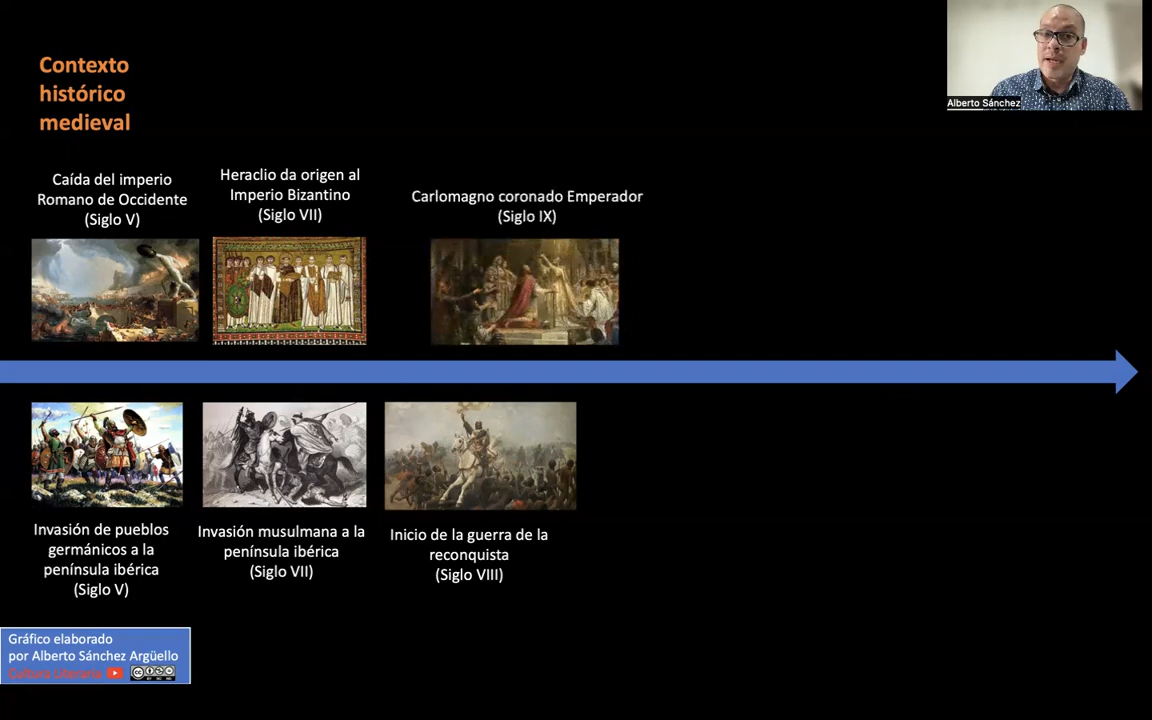 Contexto
histórico
medieval
Alberto Sánchez
Caída del imperio
Romano de Occidente
(Siglo V)
Heraclio da origen al
Imperio Bizantino
(Siglo VII)
Carlomagno coronado Emperador
(Siglo IX)
Invasión de pueblos
germánicos a la
península ibérica
(Siglo V)
Invasión musulmana a la
península ibérica
(Siglo VII)
Inicio de la guerra de la
reconquista
(Siglo VIII)
Gráfico elaborado
por Alberto Sánchez Argüello
Cultura Literaria